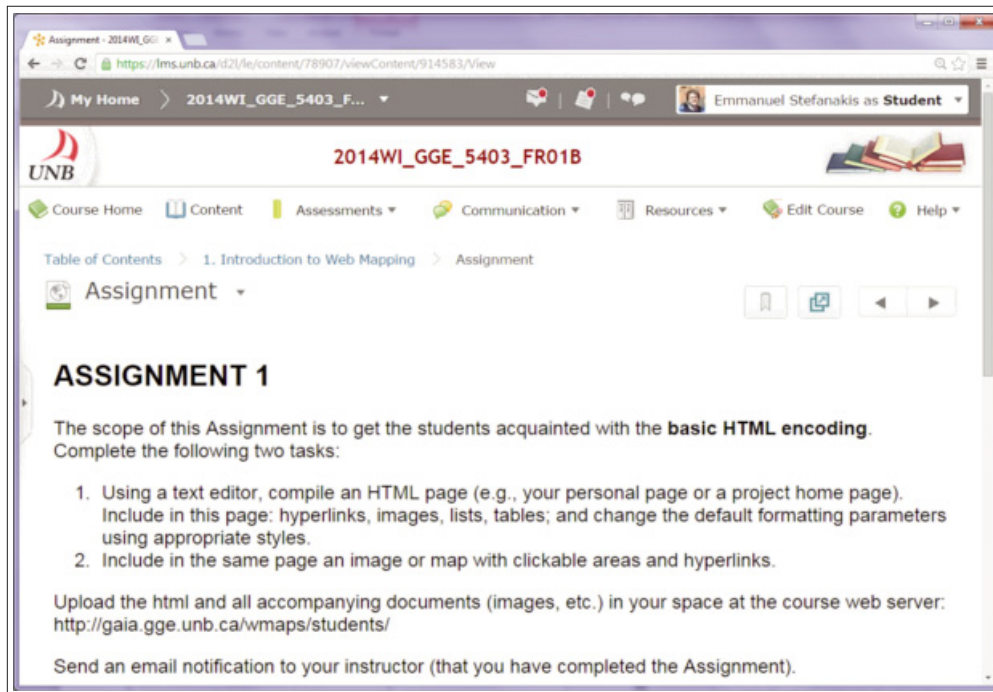 Assignment - 2014WI_GG
https://lms.unb.ca/d2l/le/content/78907/viewContent/914583/View
My Home 2014WI_GGE_5403_F... Emmanuel Stefanakis as Student
UNB
2014WI_GGE_5403_FR01B
Course Home Content Assessments Communication Resources Edit Course Help
Table of Contents > 1. Introduction to Web Mapping > Assignment
Assignment
ASSIGNMENT 1
The scope of this Assignment is to get the students acquainted with the basic HTML encoding.
Complete the following two tasks:
1. Using a text editor, compile an HTML page (e.g., your personal page or a project home page).
Include in this page: hyperlinks, images, lists, tables; and change the default formatting parameters
using appropriate styles.
2. Include in the same page an image or map with clickable areas and hyperlinks.
Upload the html and all accompanying documents (images, etc.) in your space at the course web server:
http://gaia.gge.unb.ca/wmaps/students/
Send an email notification to your instructor (that you have completed the Assignment).